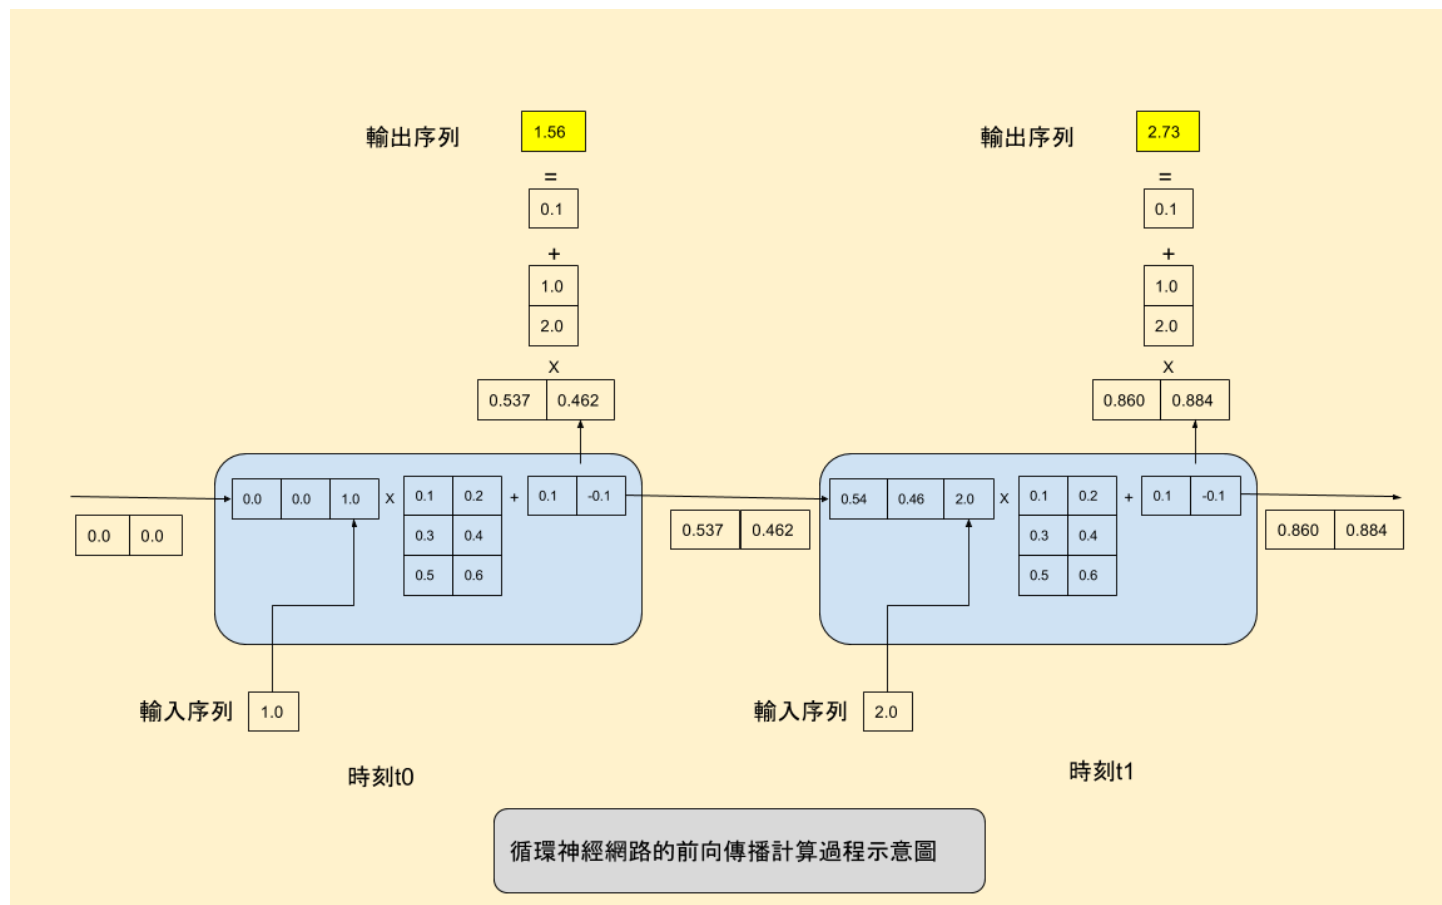 輸出序列 1.56 輸出序列 2.73
= =
0.1 0.1
+ +
1.0 1.0
2.0 2.0
X X
0.537 0.462 0.860 0.884
0.0 0.0 1.0 X 0.1 0.2 + 0.1 -0.1 0.54 0.46 2.0 X 0.1 0.2 + 0.1 -0.1
0.0 0.0 0.3 0.4 0.537 0.462 0.3 0.4 0.860 0.884
0.5 0.6 0.5 0.6
輸入序列 1.0 輸入序列 2.0
時刻t0 時刻t1
循環神經網路的前向傳播計算過程示意圖